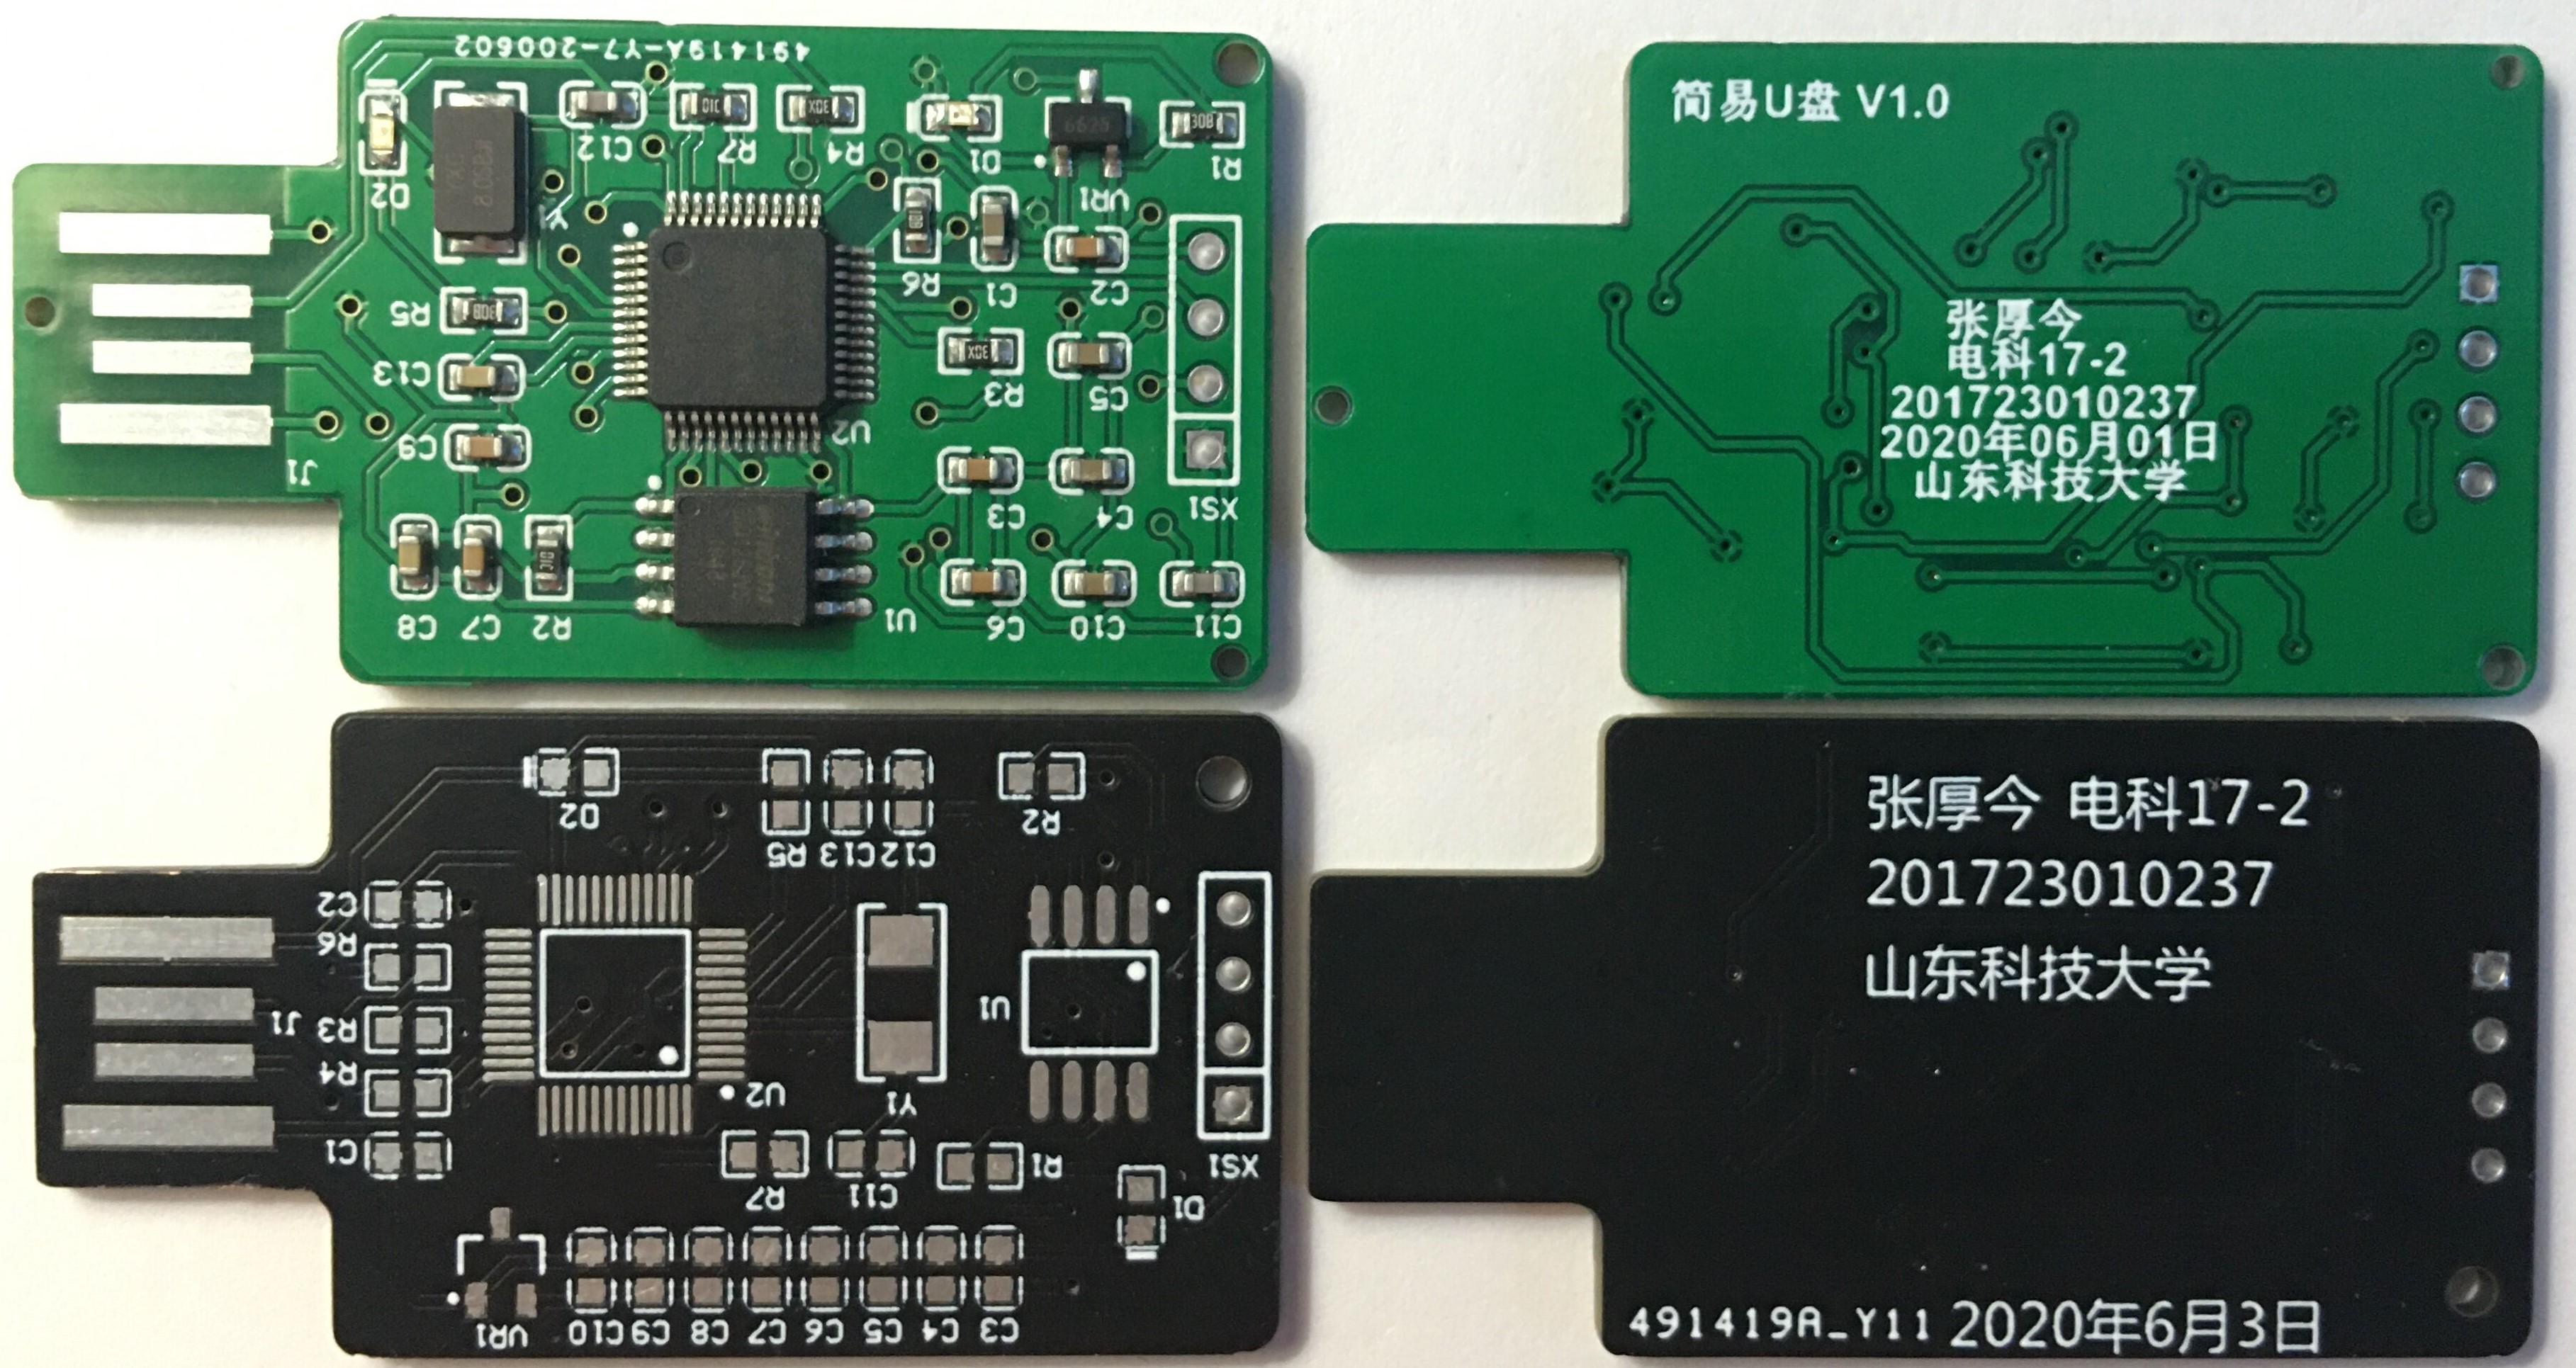 491419A-Y7-200602
C12
R7
R4
D1
VR1
R1
D2
Y1
R6
C1
C2
R5
C13
R3
C5
C9
U2
J1
C3
C4
XS1
C8
C7
R2
U1
C6
C10
C11
30B
简易U盘 V1.0
张厚今
电科17-2
201723010237
2020年06月01日
山东科技大学
D2
R5 C13 C12
R2
C2
R6
J1
R3
R4
C1
U2
Y1
U1
XS1
R7
C11
R1
D1
VR1
C10 C9 C8 C7 C6 C5 C4 C3
张厚今 电科17-2
201723010237
山东科技大学
491419A_Y11 2020年6月3日